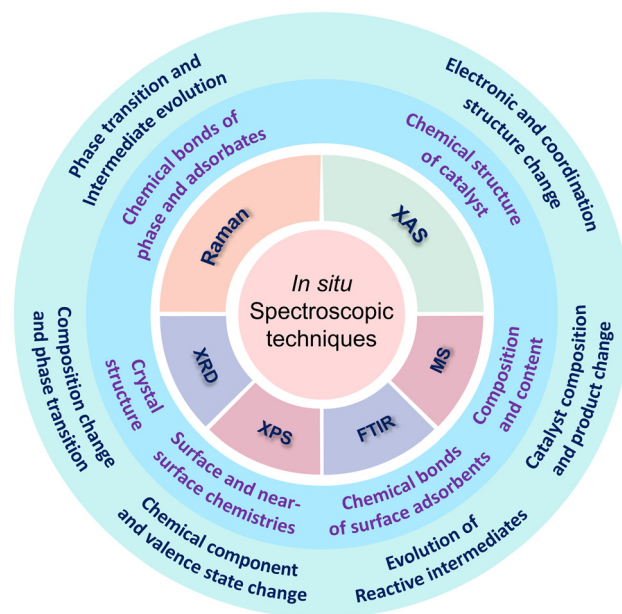 In situ
Spectroscopic
techniques
Raman
XAS
MS
FTIR
XPS
XRD
Chemical bonds of
phase and adsorbates
Chemical structure
of catalyst
Composition
and content
Chemical bonds
of surface adsorbents
Surface and near-
surface chemistries
Crystal
structure
Phase transition and
Intermediate evolution
Electronic and coordination
structure change
Catalyst composition
and product change
Evolution of
Reactive intermediates
Chemical component
and valence state change
Composition change
and phase transition